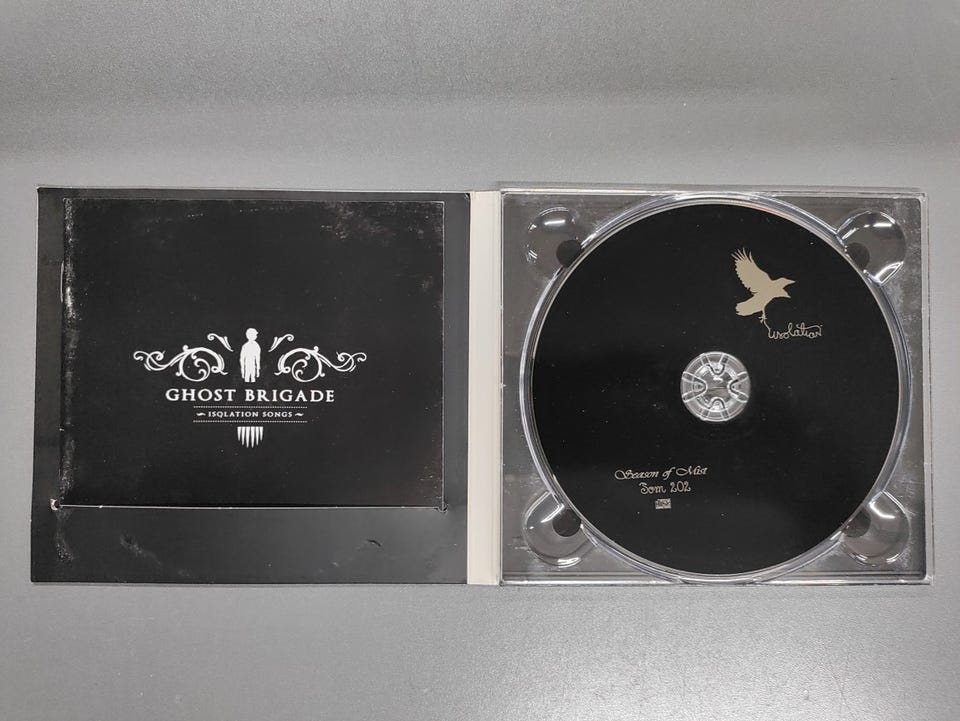 GHOST BRIGADE
~ ISOLATION SONGS ~
isolation
Season of Mist
Som 202